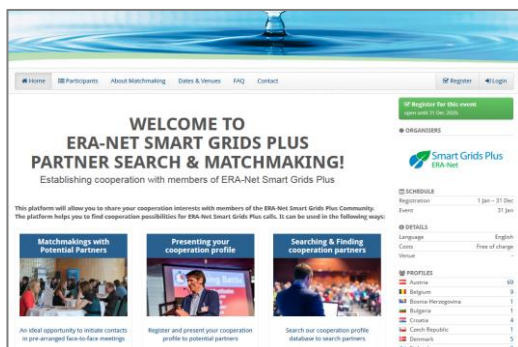 Home Participants About Matchmaking Dates & Venues FAQ Contact Register Login
WELCOME TO
ERA-NET SMART GRIDS PLUS
PARTNER SEARCH & MATCHMAKING!
Establishing cooperation with members of ERA-Net Smart Grids Plus
This platform will allow you to share your cooperation interests with members of the ERA-Net Smart Grids Plus Community.
The platform helps you to find cooperation possibilities for ERA-Net Smart Grids Plus calls. It can be used in the following ways:
Matchmakings with
Potential Partners
An ideal opportunity to initiate contacts
in pre-arranged face-to-face meetings
Presenting your
cooperation profile
Register and present your cooperation
profile to potential partners
Searching & Finding
cooperation partners
Search our cooperation profile
database to search partners
Register for this event
open until 31 Dec
ORGANISERS
Smart Grids Plus
ERA-Net
SCHEDULE
Registration 1 Jan – 31 Dec
Event 31 Jan
DETAILS
Language English
Costs Free of charge
Venue –
PROFILES
Austria 60
Belgium 9
Bosnia-Herzegovina 1
Bulgaria 1
Croatia 4
Czech Republic 1
Denmark 5